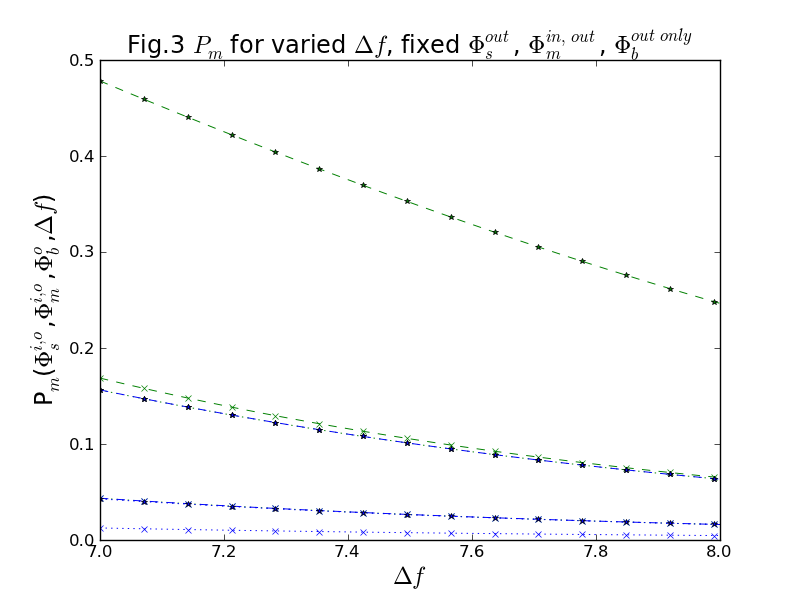 Fig.3 $P_m$ for varied $\Delta f$, fixed $\Phi_s^{out}$, $\Phi_m^{in, out}$, $\Phi_b^{out\ only}$
0.5
0.4
0.3
0.2
0.1
0.0
P$_m$($\Phi_s^{i,o}$,$\Phi_m^{i,o}$,$\Phi_b^{o}$,$\Delta f$)
7.0 7.2 7.4 7.6 7.8 8.0
$\Delta f$